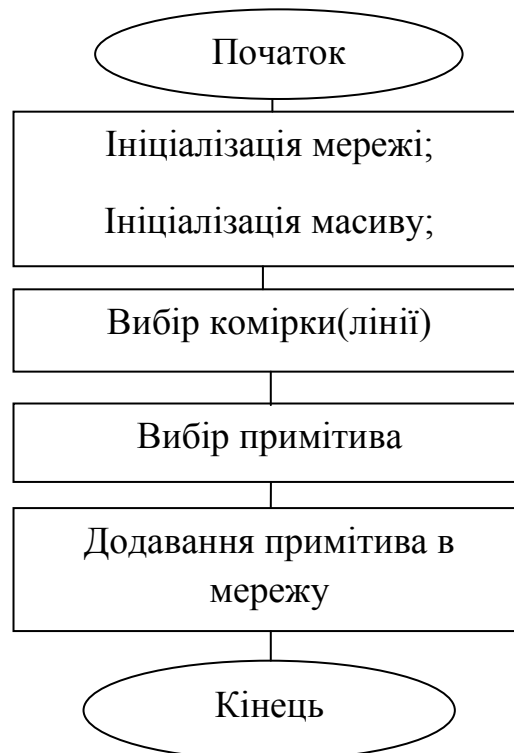 Початок
Ініціалізація мережі;
Ініціалізація масиву;
Вибір комірки(лінії)
Вибір примітива
Додавання примітива в
мережу
Кінець